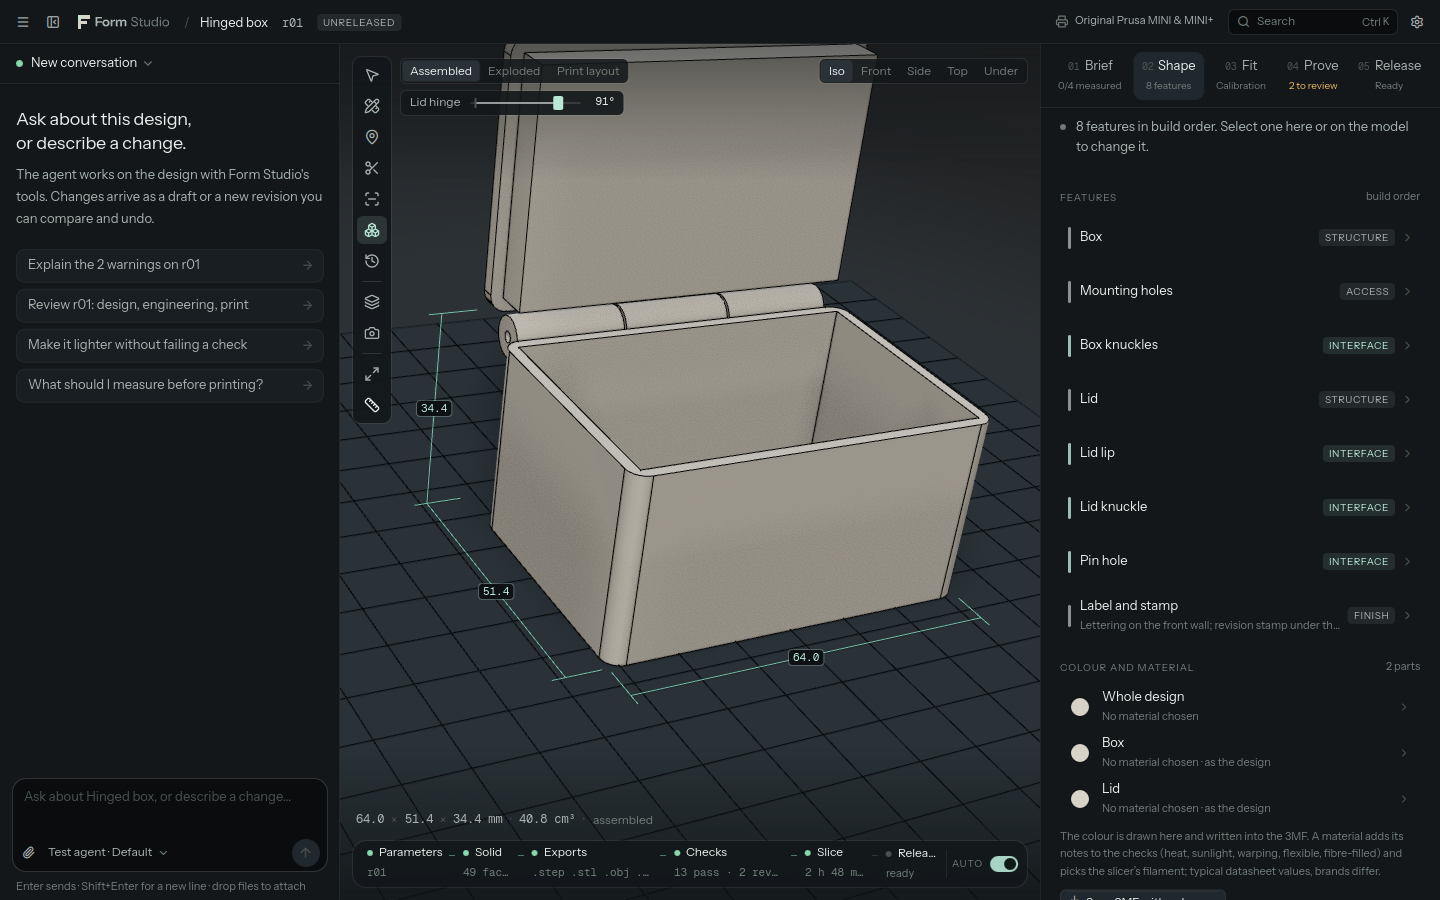 Form Studio / Hinged box r01 UNRELEASED
Original Prusa MINI & MINI+
Search Ctrl K
New conversation
Ask about this design,
or describe a change.
The agent works on the design with Form Studio's
tools. Changes arrive as a draft or a new revision you
can compare and undo.
Explain the 2 warnings on r01
Review r01: design, engineering, print
Make it lighter without failing a check
What should I measure before printing?
Ask about Hinged box, or describe a change...
Test agent · Default
Enter sends · Shift+Enter for a new line · drop files to attach
Assembled Exploded Print layout
Iso Front Side Top Under
Lid hinge 91°
34.4
51.4
64.0
64.0 × 51.4 × 34.4 mm · 40.8 cm³ · assembled
Parameters Solid Exports Checks Slice Relea…
r01 49 fac… .step .stl .obj .… 13 pass · 2 rev… 2 h 48 m… ready
AUTO
01 Brief 02 Shape 03 Fit 04 Prove 05 Release
0/4 measured 8 features Calibration 2 to review Ready
8 features in build order. Select one here or on the model
to change it.
FEATURES build order
Box STRUCTURE
Mounting holes ACCESS
Box knuckles INTERFACE
Lid STRUCTURE
Lid lip INTERFACE
Lid knuckle INTERFACE
Pin hole INTERFACE
Label and stamp FINISH
Lettering on the front wall; revision stamp under th…
COLOUR AND MATERIAL 2 parts
Whole design
No material chosen
Box
No material chosen · as the design
Lid
No material chosen · as the design
The colour is drawn here and written into the 3MF. A material adds its
notes to the checks (heat, sunlight, warping, flexible, fibre-filled) and
picks the slicer's filament; typical datasheet values, brands differ.